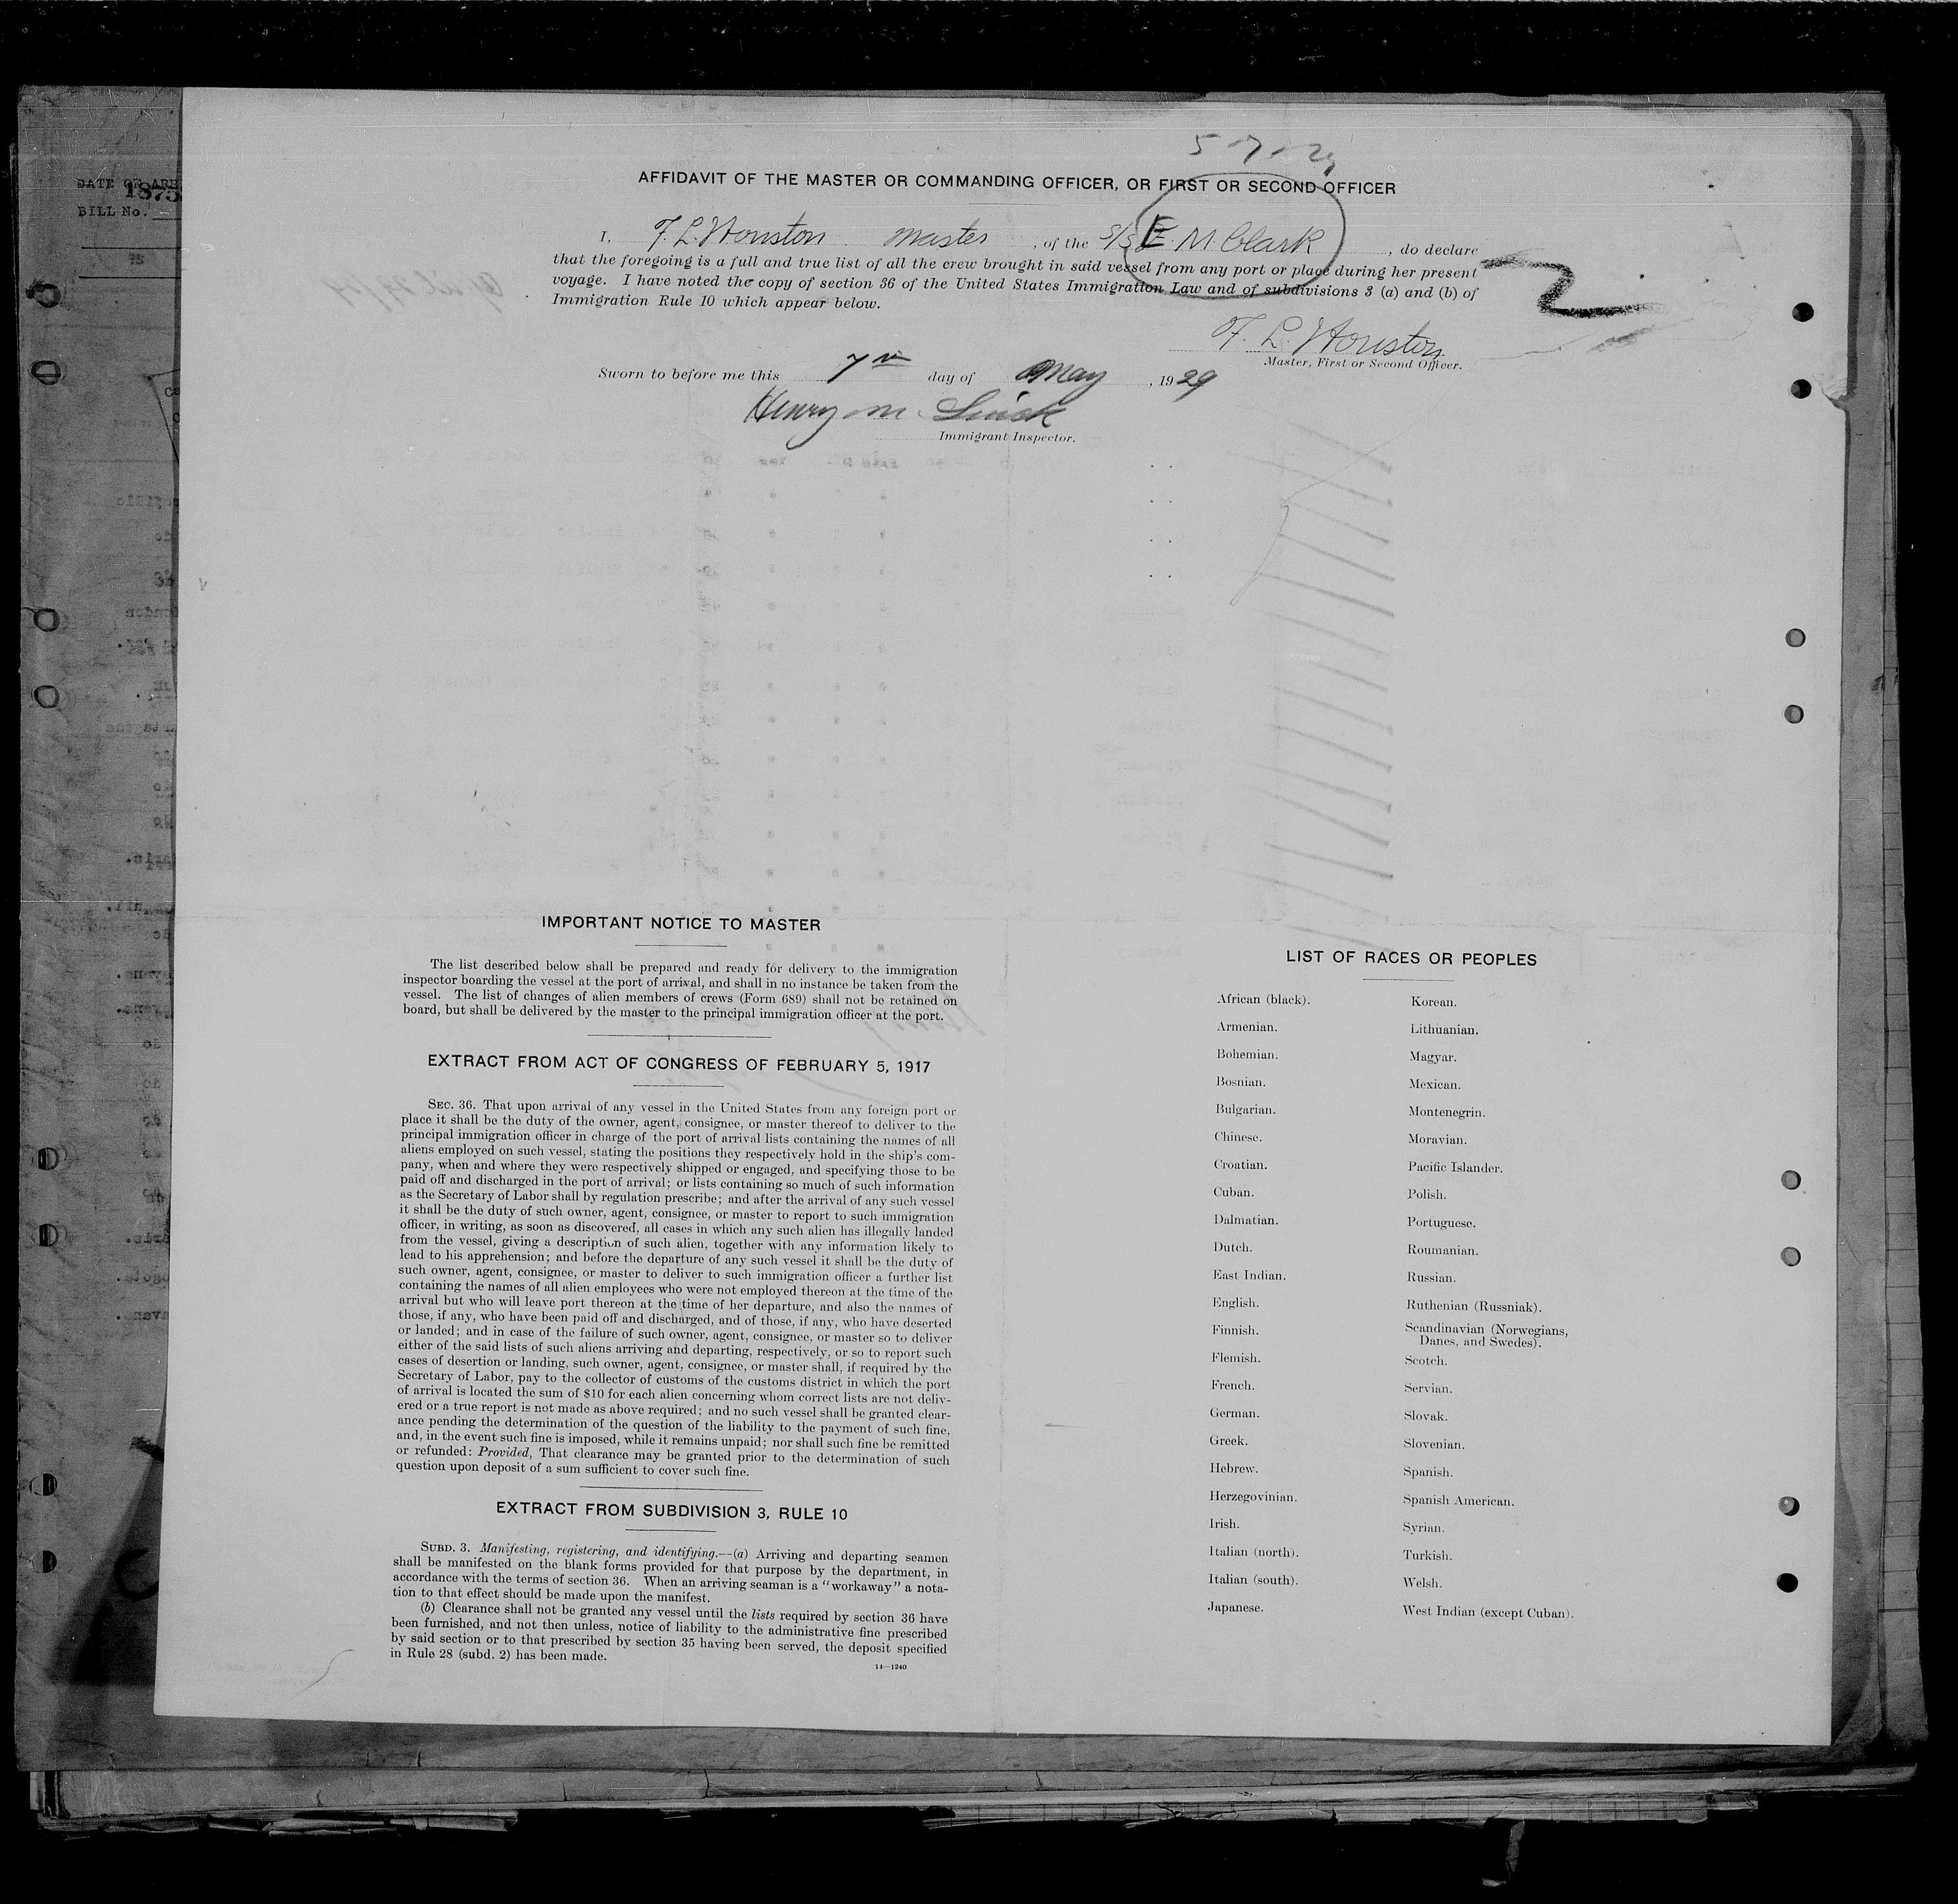 5-7-29
AFFIDAVIT OF THE MASTER OR COMMANDING OFFICER, OR FIRST OR SECOND OFFICER
I, F. L. Houston master, of the S/S E. M. Clark, do declare
that the foregoing is a full and true list of all the crew brought in said vessel from any port or place during her present
voyage. I have noted the copy of section 36 of the United States Immigration Law and of subdivisions 3 (a) and (b) of
Immigration Rule 10 which appear below.
2
F. L. Houston
Master, First or Second Officer.
Sworn to before me this 7th day of May, 1929
Henry M.
Immigrant Inspector.
IMPORTANT NOTICE TO MASTER
The list described below shall be prepared and ready for delivery to the immigration
inspector boarding the vessel at the port of arrival, and shall in no instance be taken from the
vessel. The list of changes of alien members of crews (Form 689) shall not be retained on
board, but shall be delivered by the master to the principal immigration officer at the port.
EXTRACT FROM ACT OF CONGRESS OF FEBRUARY 5, 1917
SEC. 36. That upon arrival of any vessel in the United States from any foreign port or
place it shall be the duty of the owner, agent, consignee, or master thereof to deliver to the
principal immigration officer in charge of the port of arrival lists containing the names of all
aliens employed on such vessel, stating the positions they respectively hold in the ship's com-
pany, when and where they were respectively shipped or engaged, and specifying those to be
paid off and discharged in the port of arrival; or lists containing so much of such information
as the Secretary of Labor shall by regulation prescribe; and after the arrival of any such vessel
it shall be the duty of such owner, agent, consignee, or master to report to such immigration
officer, in writing, as soon as discovered, all cases in which any such alien has illegally landed
from the vessel, giving a description of such alien, together with any information likely to
lead to his apprehension; and before the departure of any such vessel it shall be the duty of
such owner, agent, consignee, or master to deliver to such immigration officer a further list
containing the names of all alien employees who were not employed thereon at the time of the
arrival but who will leave port thereon at the time of her departure, and also the names of
those, if any, who have been paid off and discharged, and of those, if any, who have deserted
or landed; and in case of the failure of such owner, agent, consignee, or master so to deliver
either of the said lists of such aliens arriving and departing, respectively, or so to report such
cases of desertion or landing, such owner, agent, consignee, or master shall, if required by the
Secretary of Labor, pay to the collector of customs of the customs district in which the port
of arrival is located the sum of $10 for each alien concerning whom correct lists are not deliv-
ered or a true report is not made as above required; and no such vessel shall be granted clear-
ance pending the determination of the question of the liability to the payment of such fine,
and, in the event such fine is imposed, while it remains unpaid; nor shall such fine be remitted
or refunded: Provided, That clearance may be granted prior to the determination of such
question upon deposit of a sum sufficient to cover such fine.
EXTRACT FROM SUBDIVISION 3, RULE 10
SUBD. 3. Manifesting, registering, and identifying.--(a) Arriving and departing seamen
shall be manifested on the blank forms provided for that purpose by the department, in
accordance with the terms of section 36. When an arriving seaman is a "workaway" a nota-
tion to that effect should be made upon the manifest.
(b) Clearance shall not be granted any vessel until the lists required by section 36 have
been furnished, and not then unless, notice of liability to the administrative fine prescribed
by said section or to that prescribed by section 35 having been served, the deposit specified
in Rule 28 (subd. 2) has been made.
14—1240
LIST OF RACES OR PEOPLES
African (black).
Armenian.
Bohemian.
Bosnian.
Bulgarian.
Chinese.
Croatian.
Cuban.
Dalmatian.
Dutch.
East Indian.
English.
Finnish.
Flemish.
French.
German.
Greek.
Hebrew.
Herzegovinian.
Irish.
Italian (north).
Italian (south).
Japanese.
Korean.
Lithuanian.
Magyar.
Mexican.
Montenegrin.
Moravian.
Pacific Islander.
Polish.
Portuguese.
Roumanian.
Russian.
Ruthenian (Russniak).
Scandinavian (Norwegians,
Danes, and Swedes).
Scotch.
Servian.
Slovak.
Slovenian.
Spanish.
Spanish American.
Syrian.
Turkish.
Welsh.
West Indian (except Cuban).
BILL No.